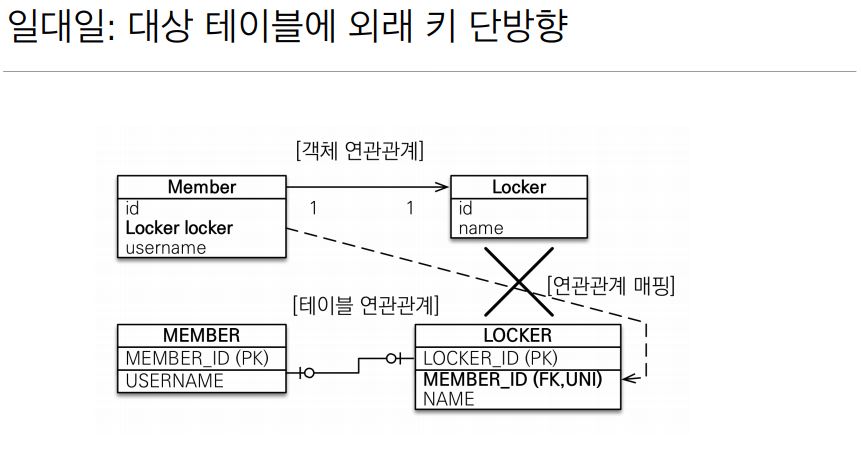 일대일: 대상 테이블에 외래 키 단방향
[객체 연관관계]
Member
id
Locker locker
username
1
1
Locker
id
name
[연관관계 매핑]
[테이블 연관관계]
MEMBER
MEMBER_ID (PK)
USERNAME
LOCKER
LOCKER_ID (PK)
MEMBER_ID (FK,UNI)
NAME